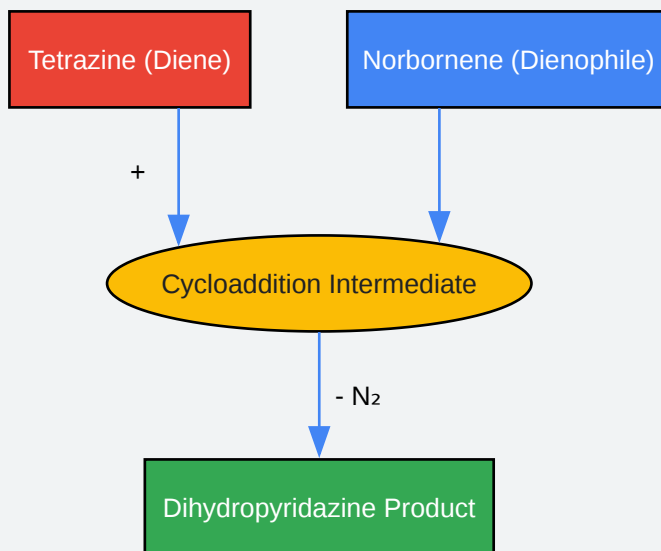 Tetrazine (Diene)
Norbornene (Dienophile)
+
Cycloaddition Intermediate
- N₂
Dihydropyridazine Product